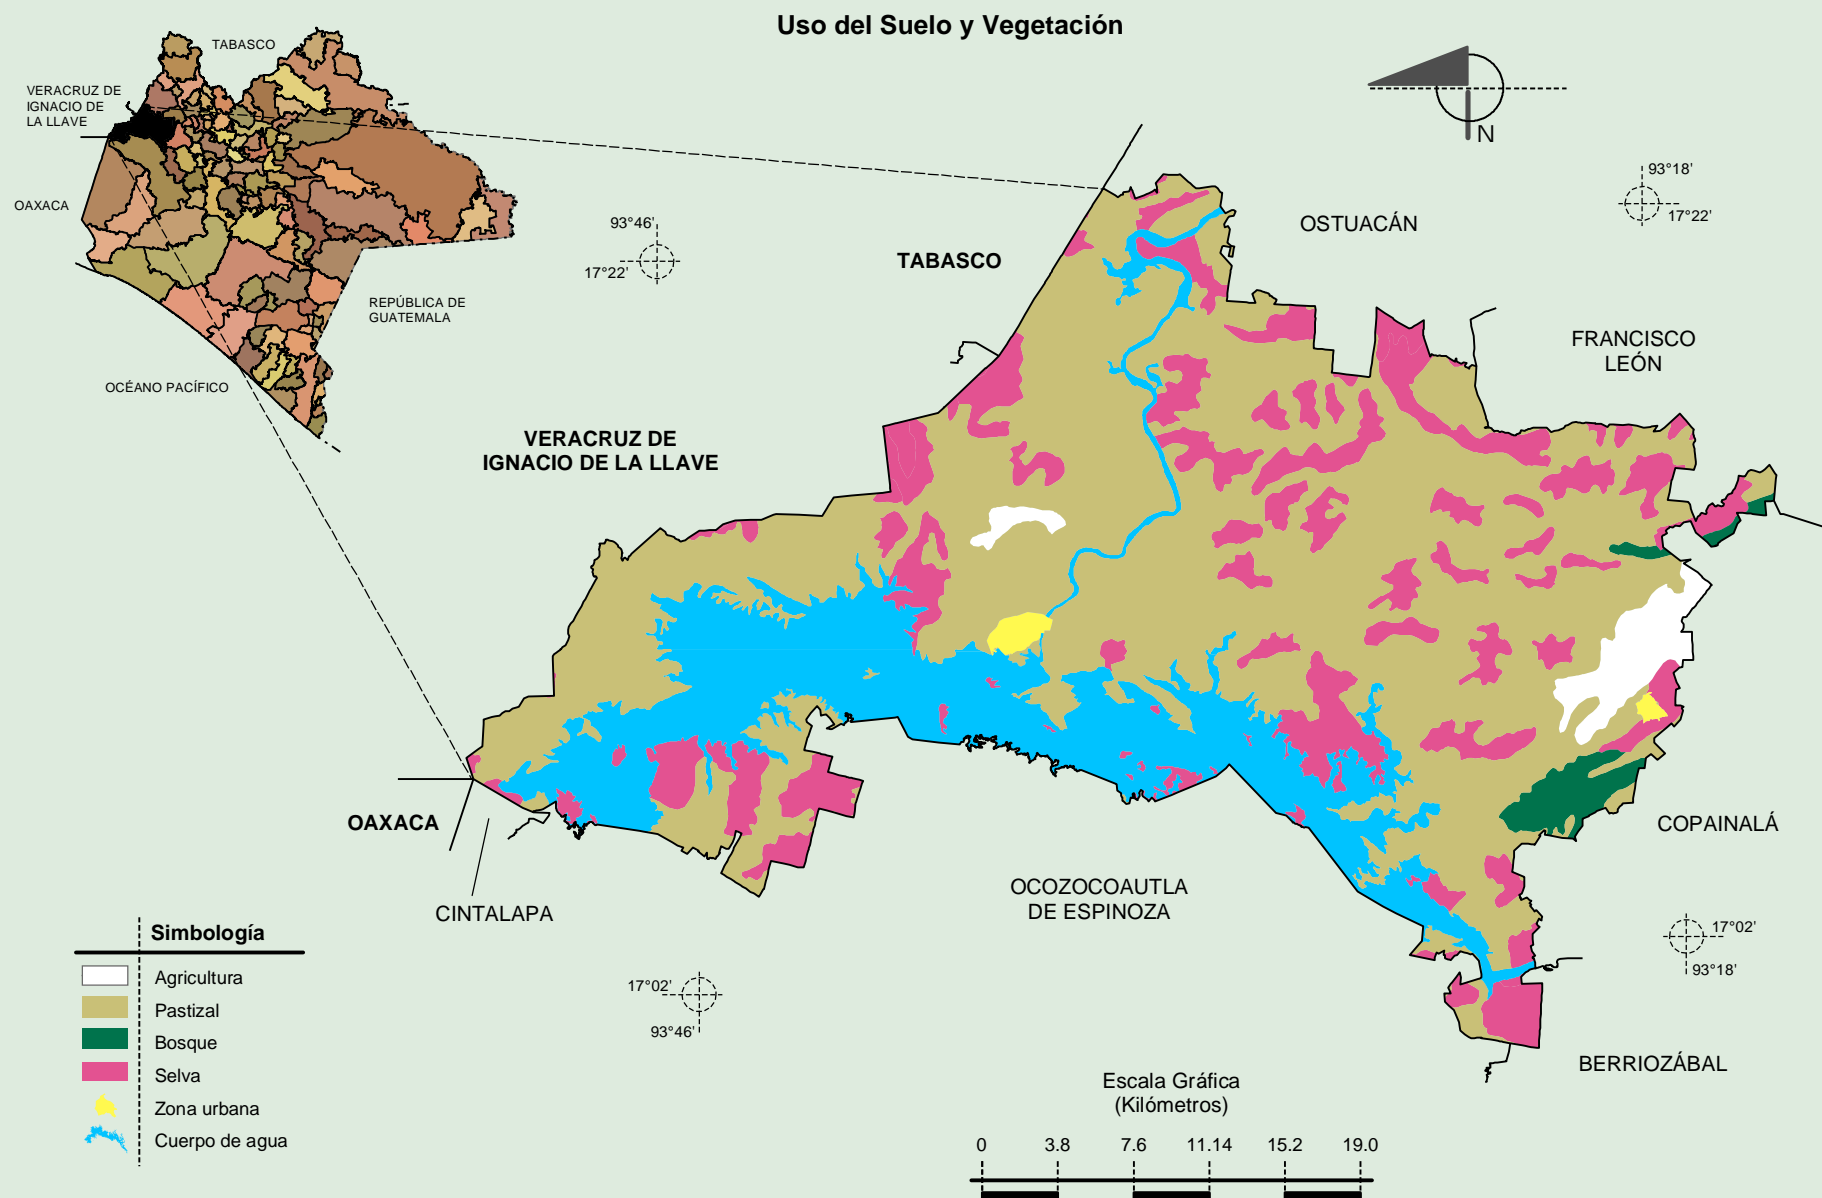 Uso del Suelo y Vegetación
TABASCO
VERACRUZ DE
IGNACIO DE
LA LLAVE
OAXACA
REPÚBLICA DE
GUATEMALA
OCÉANO PACÍFICO
N
93°18'
17°22'
93°46'
17°22'
TABASCO
OSTUACÁN
FRANCISCO
LEÓN
VERACRUZ DE
IGNACIO DE LA LLAVE
OAXACA
CINTALAPA
OCOZOCOAUTLA
DE ESPINOZA
COPAINALÁ
BERRIOZÁBAL
17°02'
93°18'
17°02'
93°46'
Simbología
Agricultura
Pastizal
Bosque
Selva
Zona urbana
Cuerpo de agua
Escala Gráfica
(Kilómetros)
0 3.8 7.6 11.14 15.2 19.0